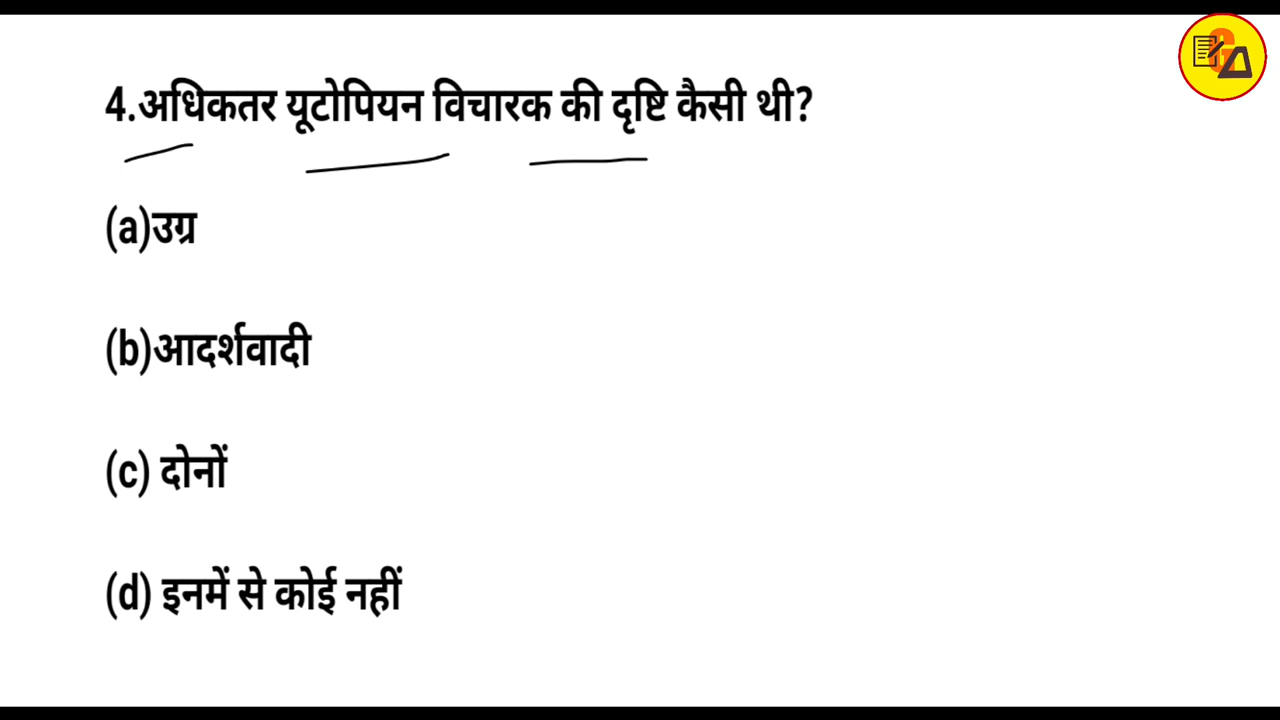 4.अधिकतर यूटोपियन विचारक की दृष्टि कैसी थी?
(a)उग्र
(b)आदर्शवादी
(c) दोनों
(d) इनमें से कोई नहीं